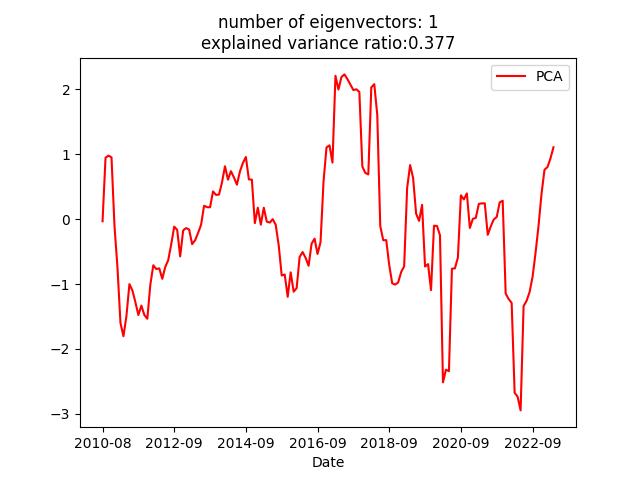 number of eigenvectors: 1
explained variance ratio:0.377
PCA
2
1
0
−1
−2
−3
2010-08 2012-09 2014-09 2016-09 2018-09 2020-09 2022-09
Date